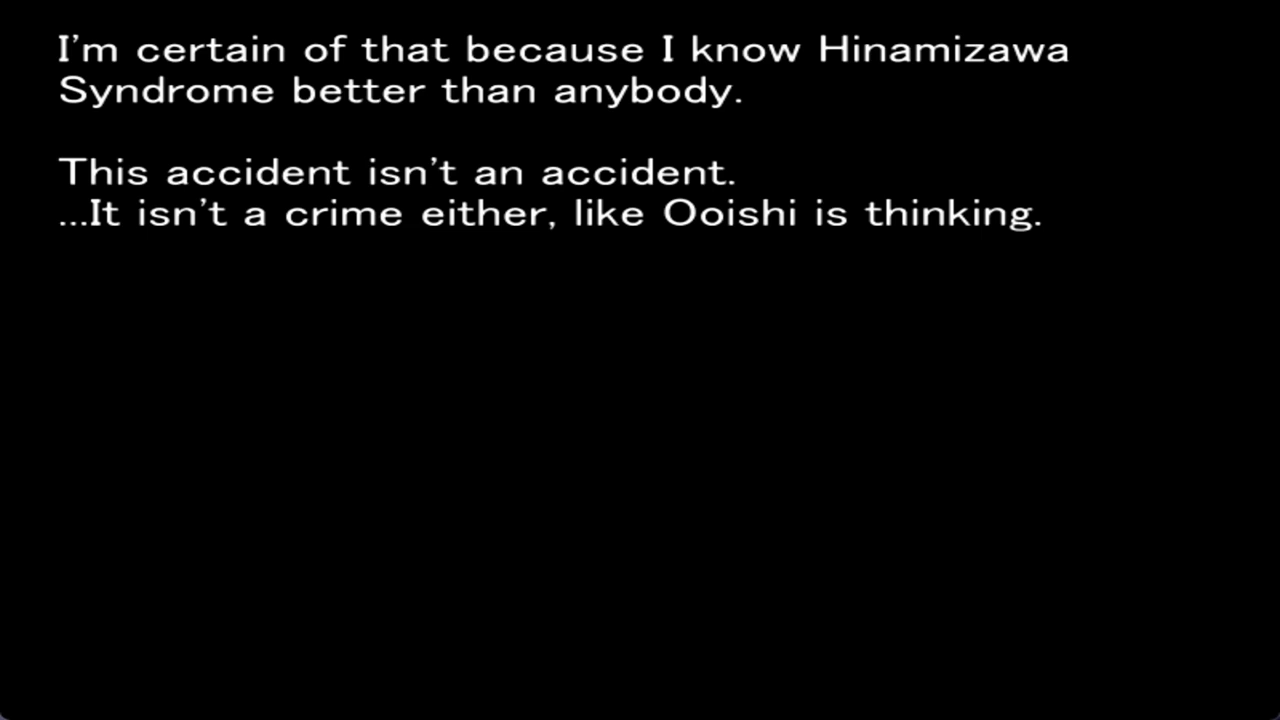 I'm certain of that because I know Hinamizawa
Syndrome better than anybody.
This accident isn't an accident.
...It isn't a crime either, like Ooishi is thinking.